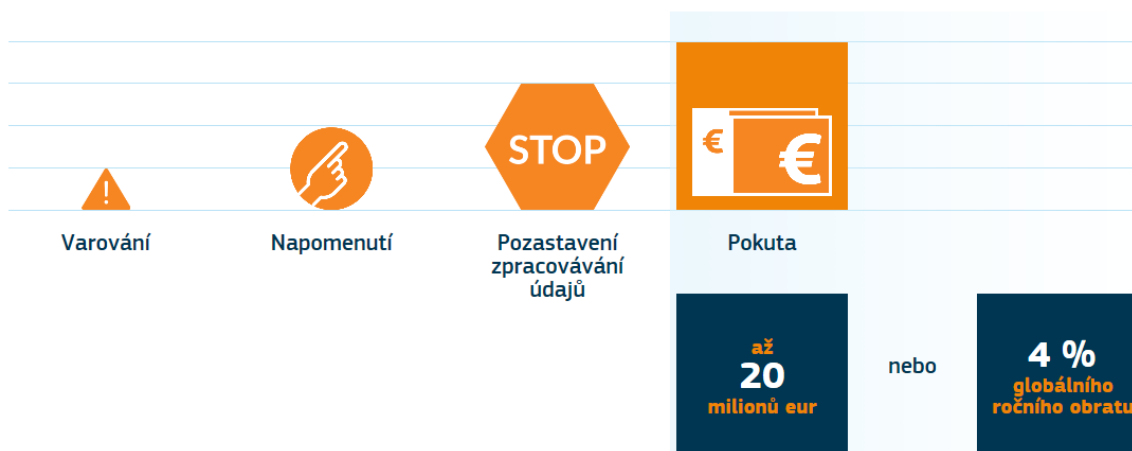 !
STOP
€
€
Varování
Napomenutí
Pozastavení
zpracovávání
údajů
Pokuta
až
20
milionů eur
nebo
4 %
globálního
ročního obratu